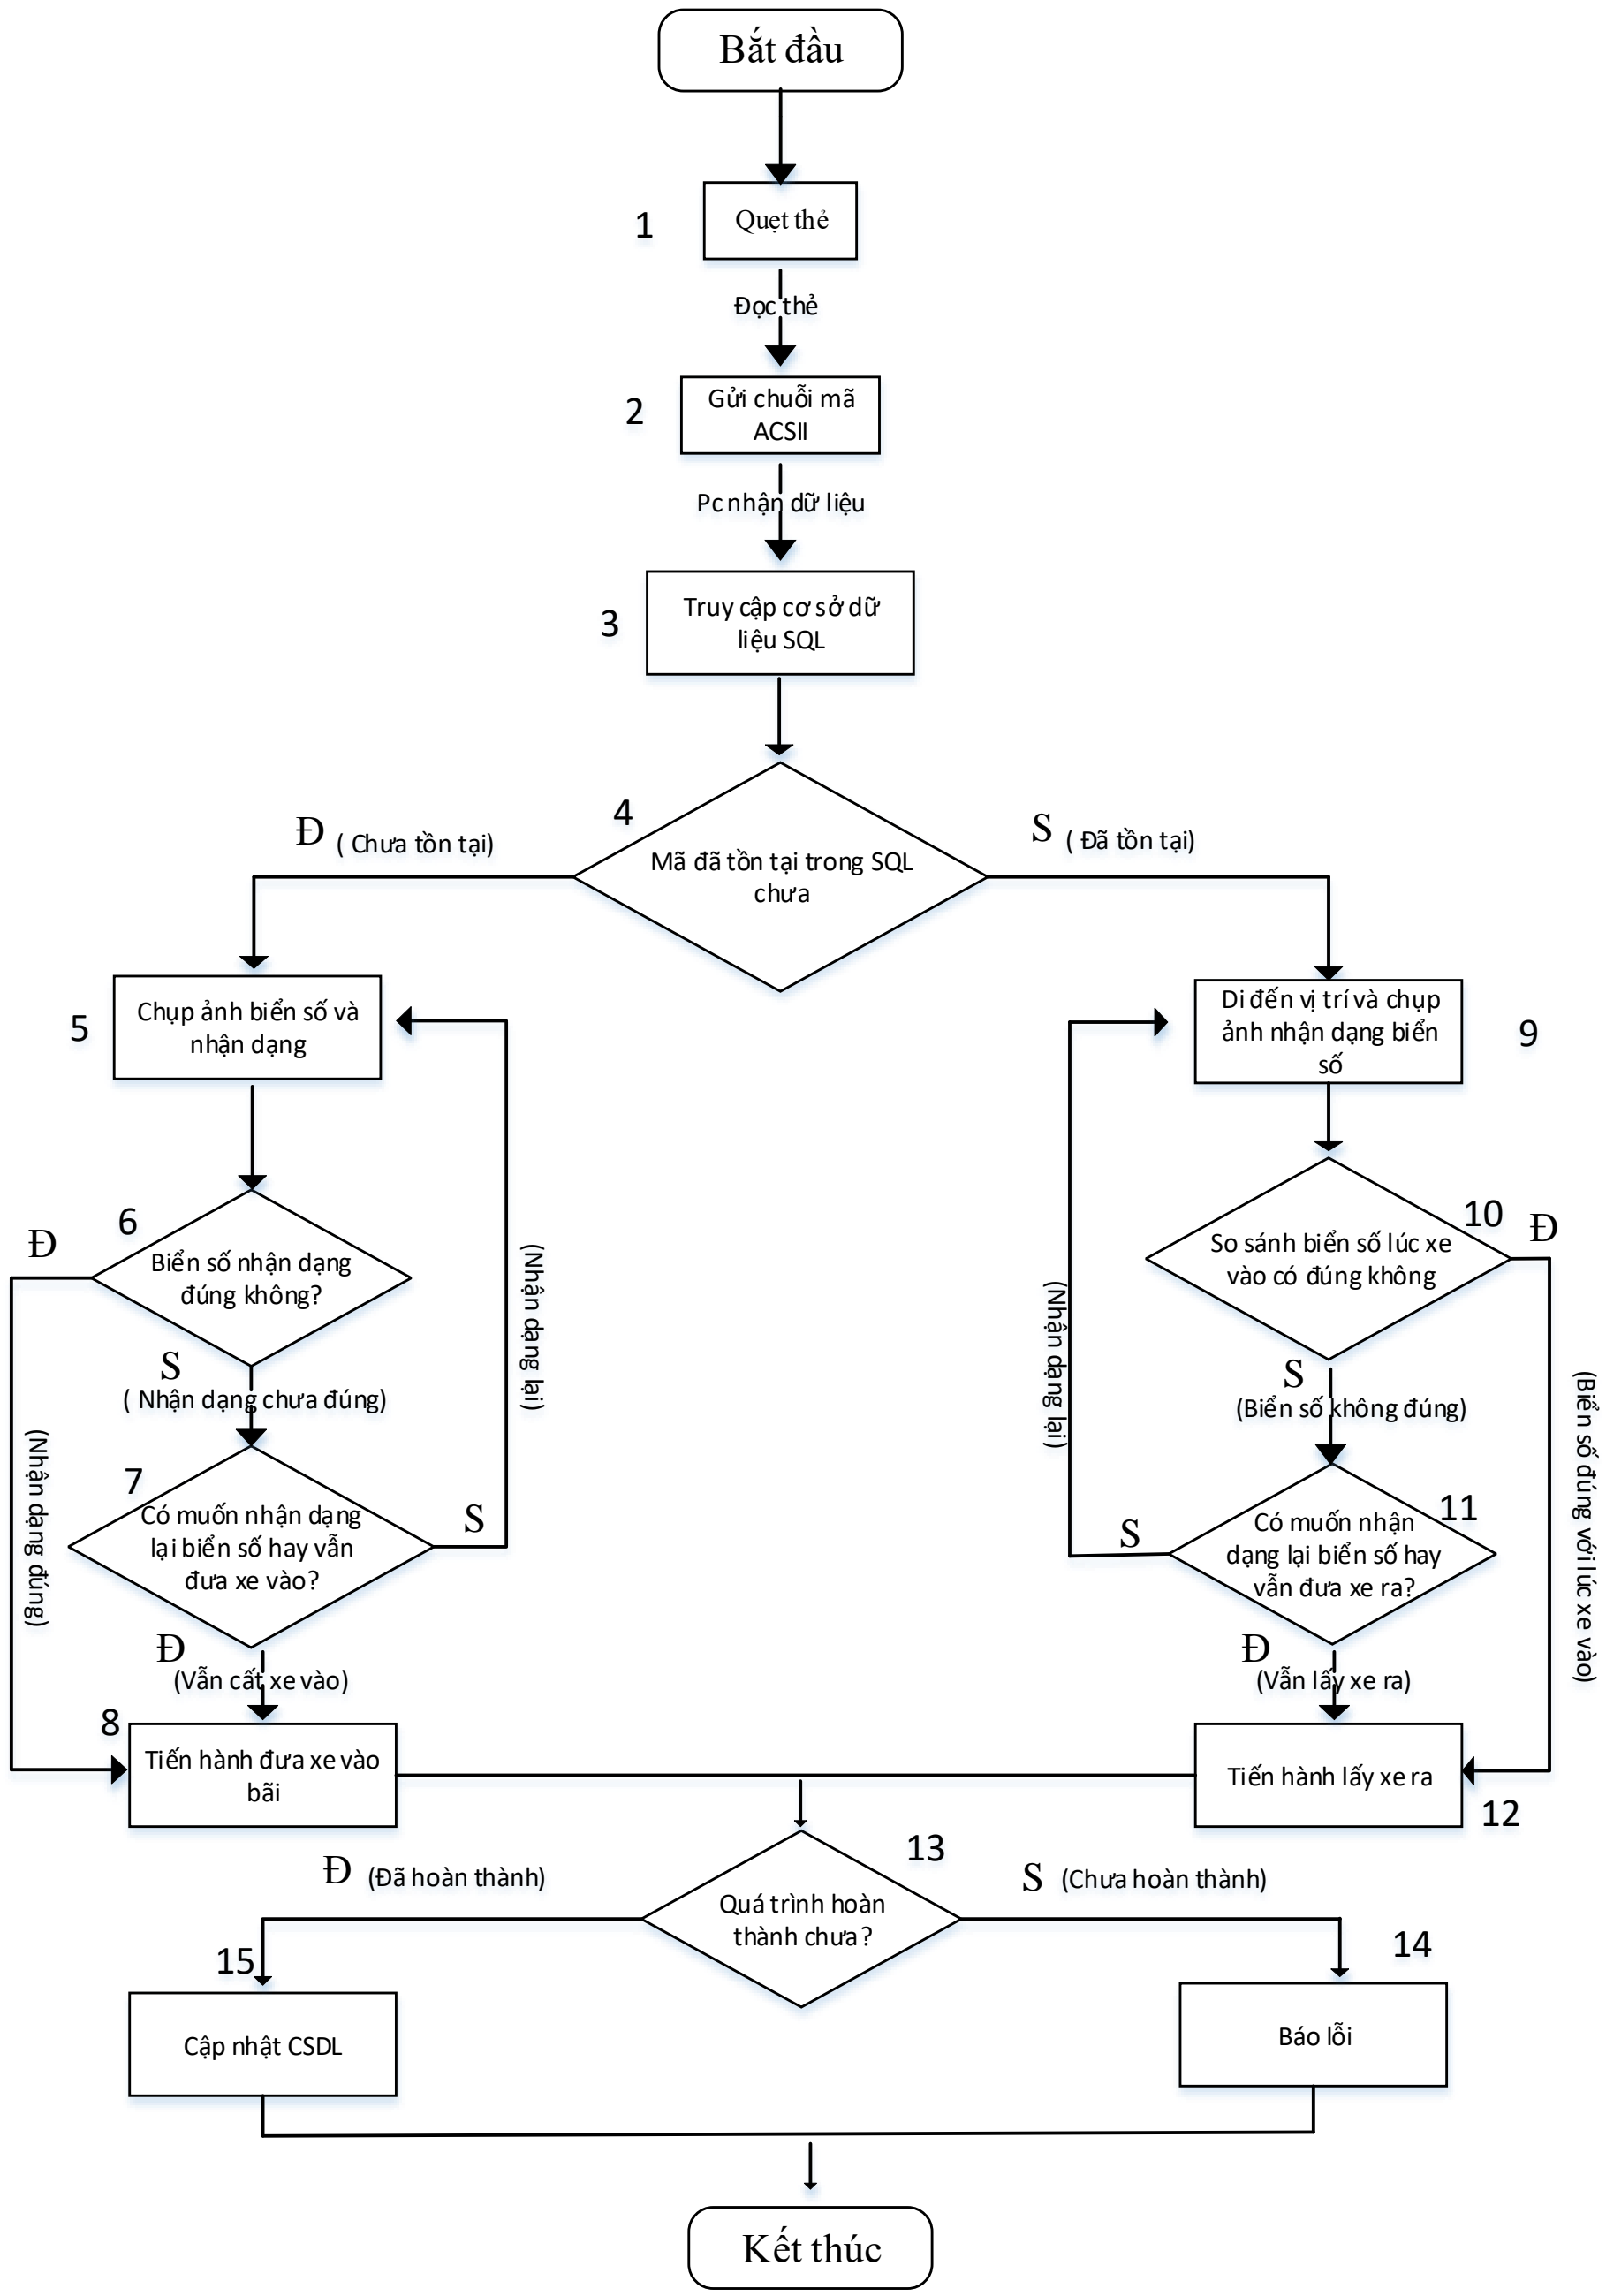 Bắt đầu
1
Quẹt thẻ
Đọc thẻ
2
Gửi chuỗi mã
ACSII
Pc nhận dữ liệu
3
Truy cập cơ sở dữ
liệu SQL
4
Đ ( Chưa tồn tại)
S ( Đã tồn tại)
Mã đã tồn tại trong SQL
chưa
5
Chụp ảnh biển số và
nhận dạng
Di đến vị trí và chụp
ảnh nhận dạng biển
số
9
6
Đ
Biển số nhận dạng
đúng không?
(Nhận dạng lại)
S
( Nhận dạng chưa đúng)
(Nhận dạng đúng)
7
Có muốn nhận dạng
lại biển số hay vẫn
đưa xe vào?
S
Đ
(Vẫn cất xe vào)
8
Tiến hành đưa xe vào
bãi
10
Đ
So sánh biển số lúc xe
vào có đúng không
(Nhận dạng lại)
S
(Biển số không đúng)
(Biển số đúng với lúc xe vào)
11
Có muốn nhận
dạng lại biển số hay
vẫn đưa xe ra?
S
Đ
(Vẫn lấy xe ra)
Tiến hành lấy xe ra
12
13
Đ (Đã hoàn thành)
S (Chưa hoàn thành)
Quá trình hoàn
thành chưa?
15
14
Cập nhật CSDL
Báo lỗi
Kết thúc